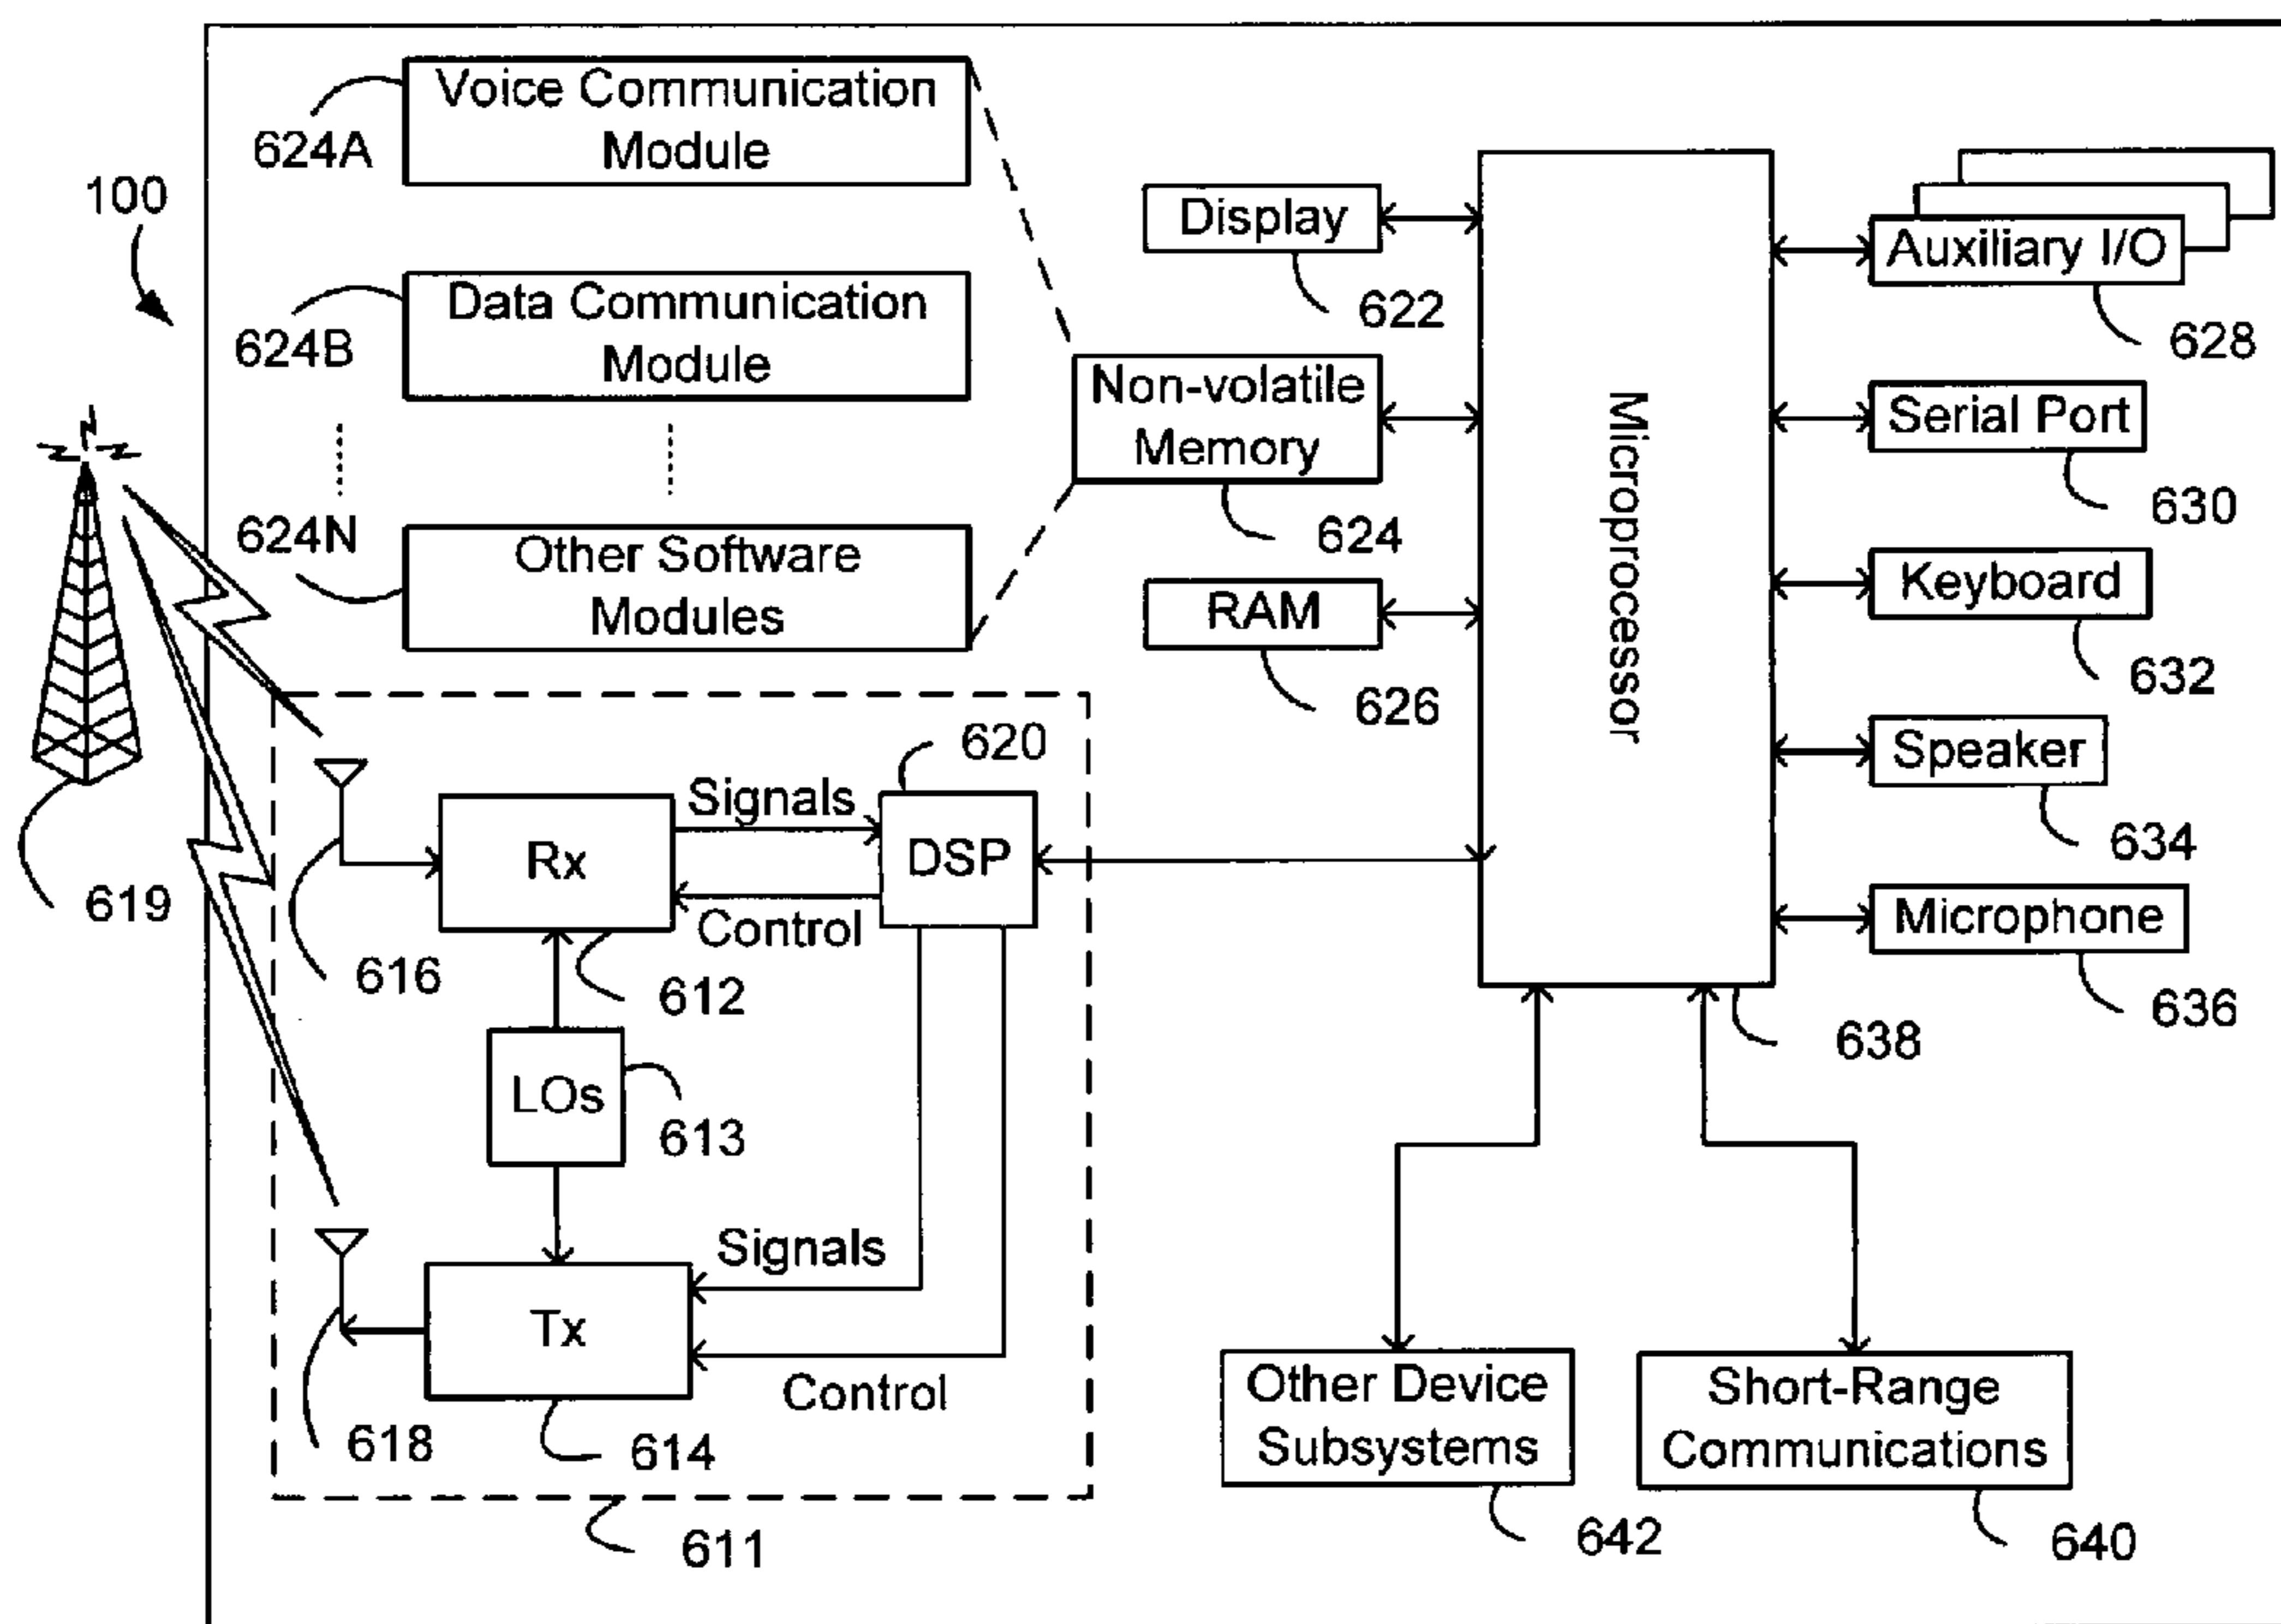 Voice Communication
Module
624A
100
Data Communication
Module
624B
624N
Other Software
Modules
619
Display
622
Non-volatile
Memory
624
RAM
626
Microprocessor
638
Auxiliary I/O
628
Serial Port
630
Keyboard
632
Speaker
634
Microphone
636
620
Signals
Rx
DSP
Control
616
612
LOs
613
Signals
Tx
Control
618
614
611
Other Device
Subsystems
642
Short-Range
Communications
640